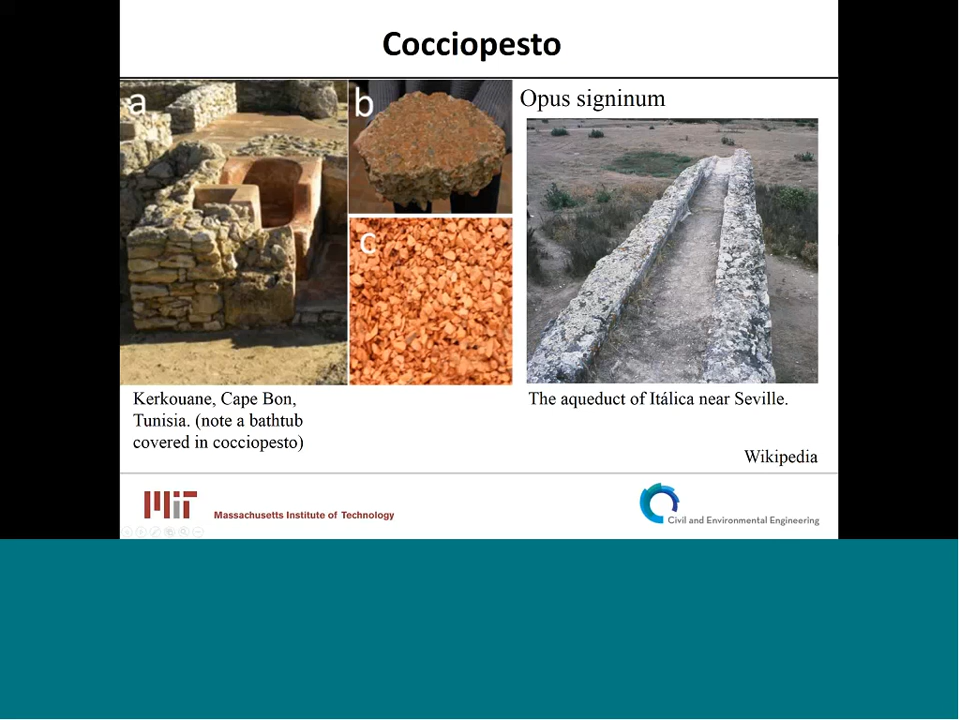 Cocciopesto
a
b
c
Opus signinum
Kerkouane, Cape Bon,
Tunisia. (note a bathtub
covered in cocciopesto)
The aqueduct of Itálica near Seville.
Wikipedia
MIT
Massachusetts Institute of Technology
Civil and Environmental Engineering